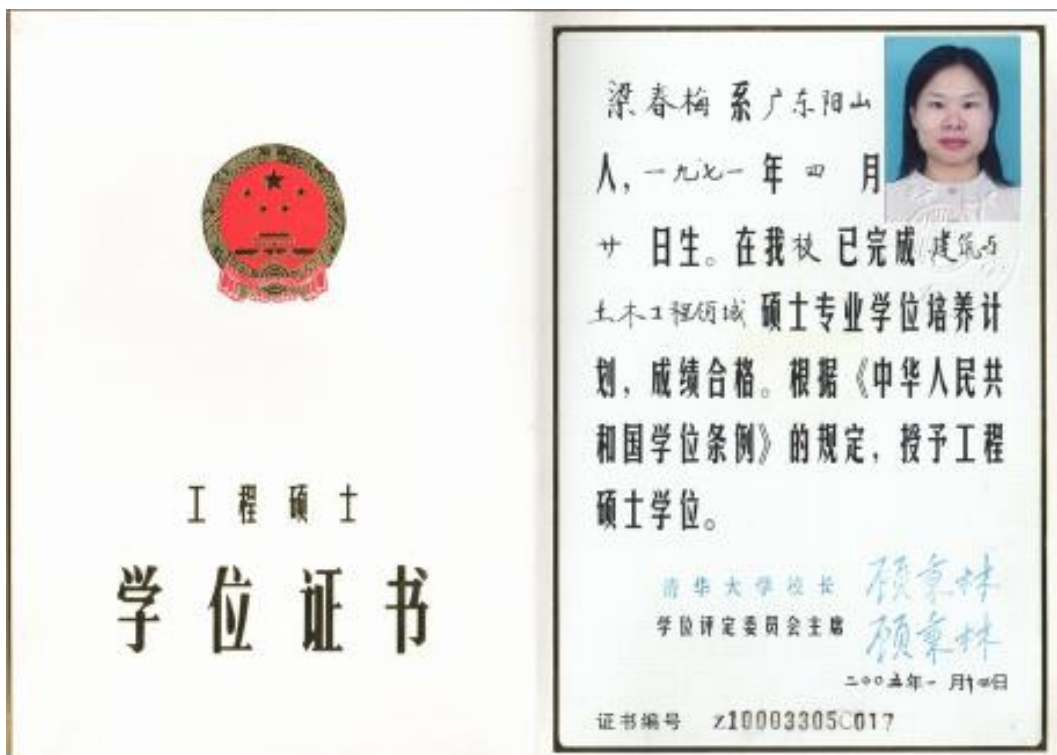 工程硕士
学位证书
梁春梅系广东阳山
人，一九七一年四月
廿日生。在我校已完成建筑与
土木工程领域硕士专业学位培养计
划，成绩合格。根据《中华人民共
和国学位条例》的规定，授予工程
硕士学位。
清华大学校长 顾秉林
学位评定委员会主席 顾秉林
二〇〇五年一月十四日
证书编号 Z10003305C017